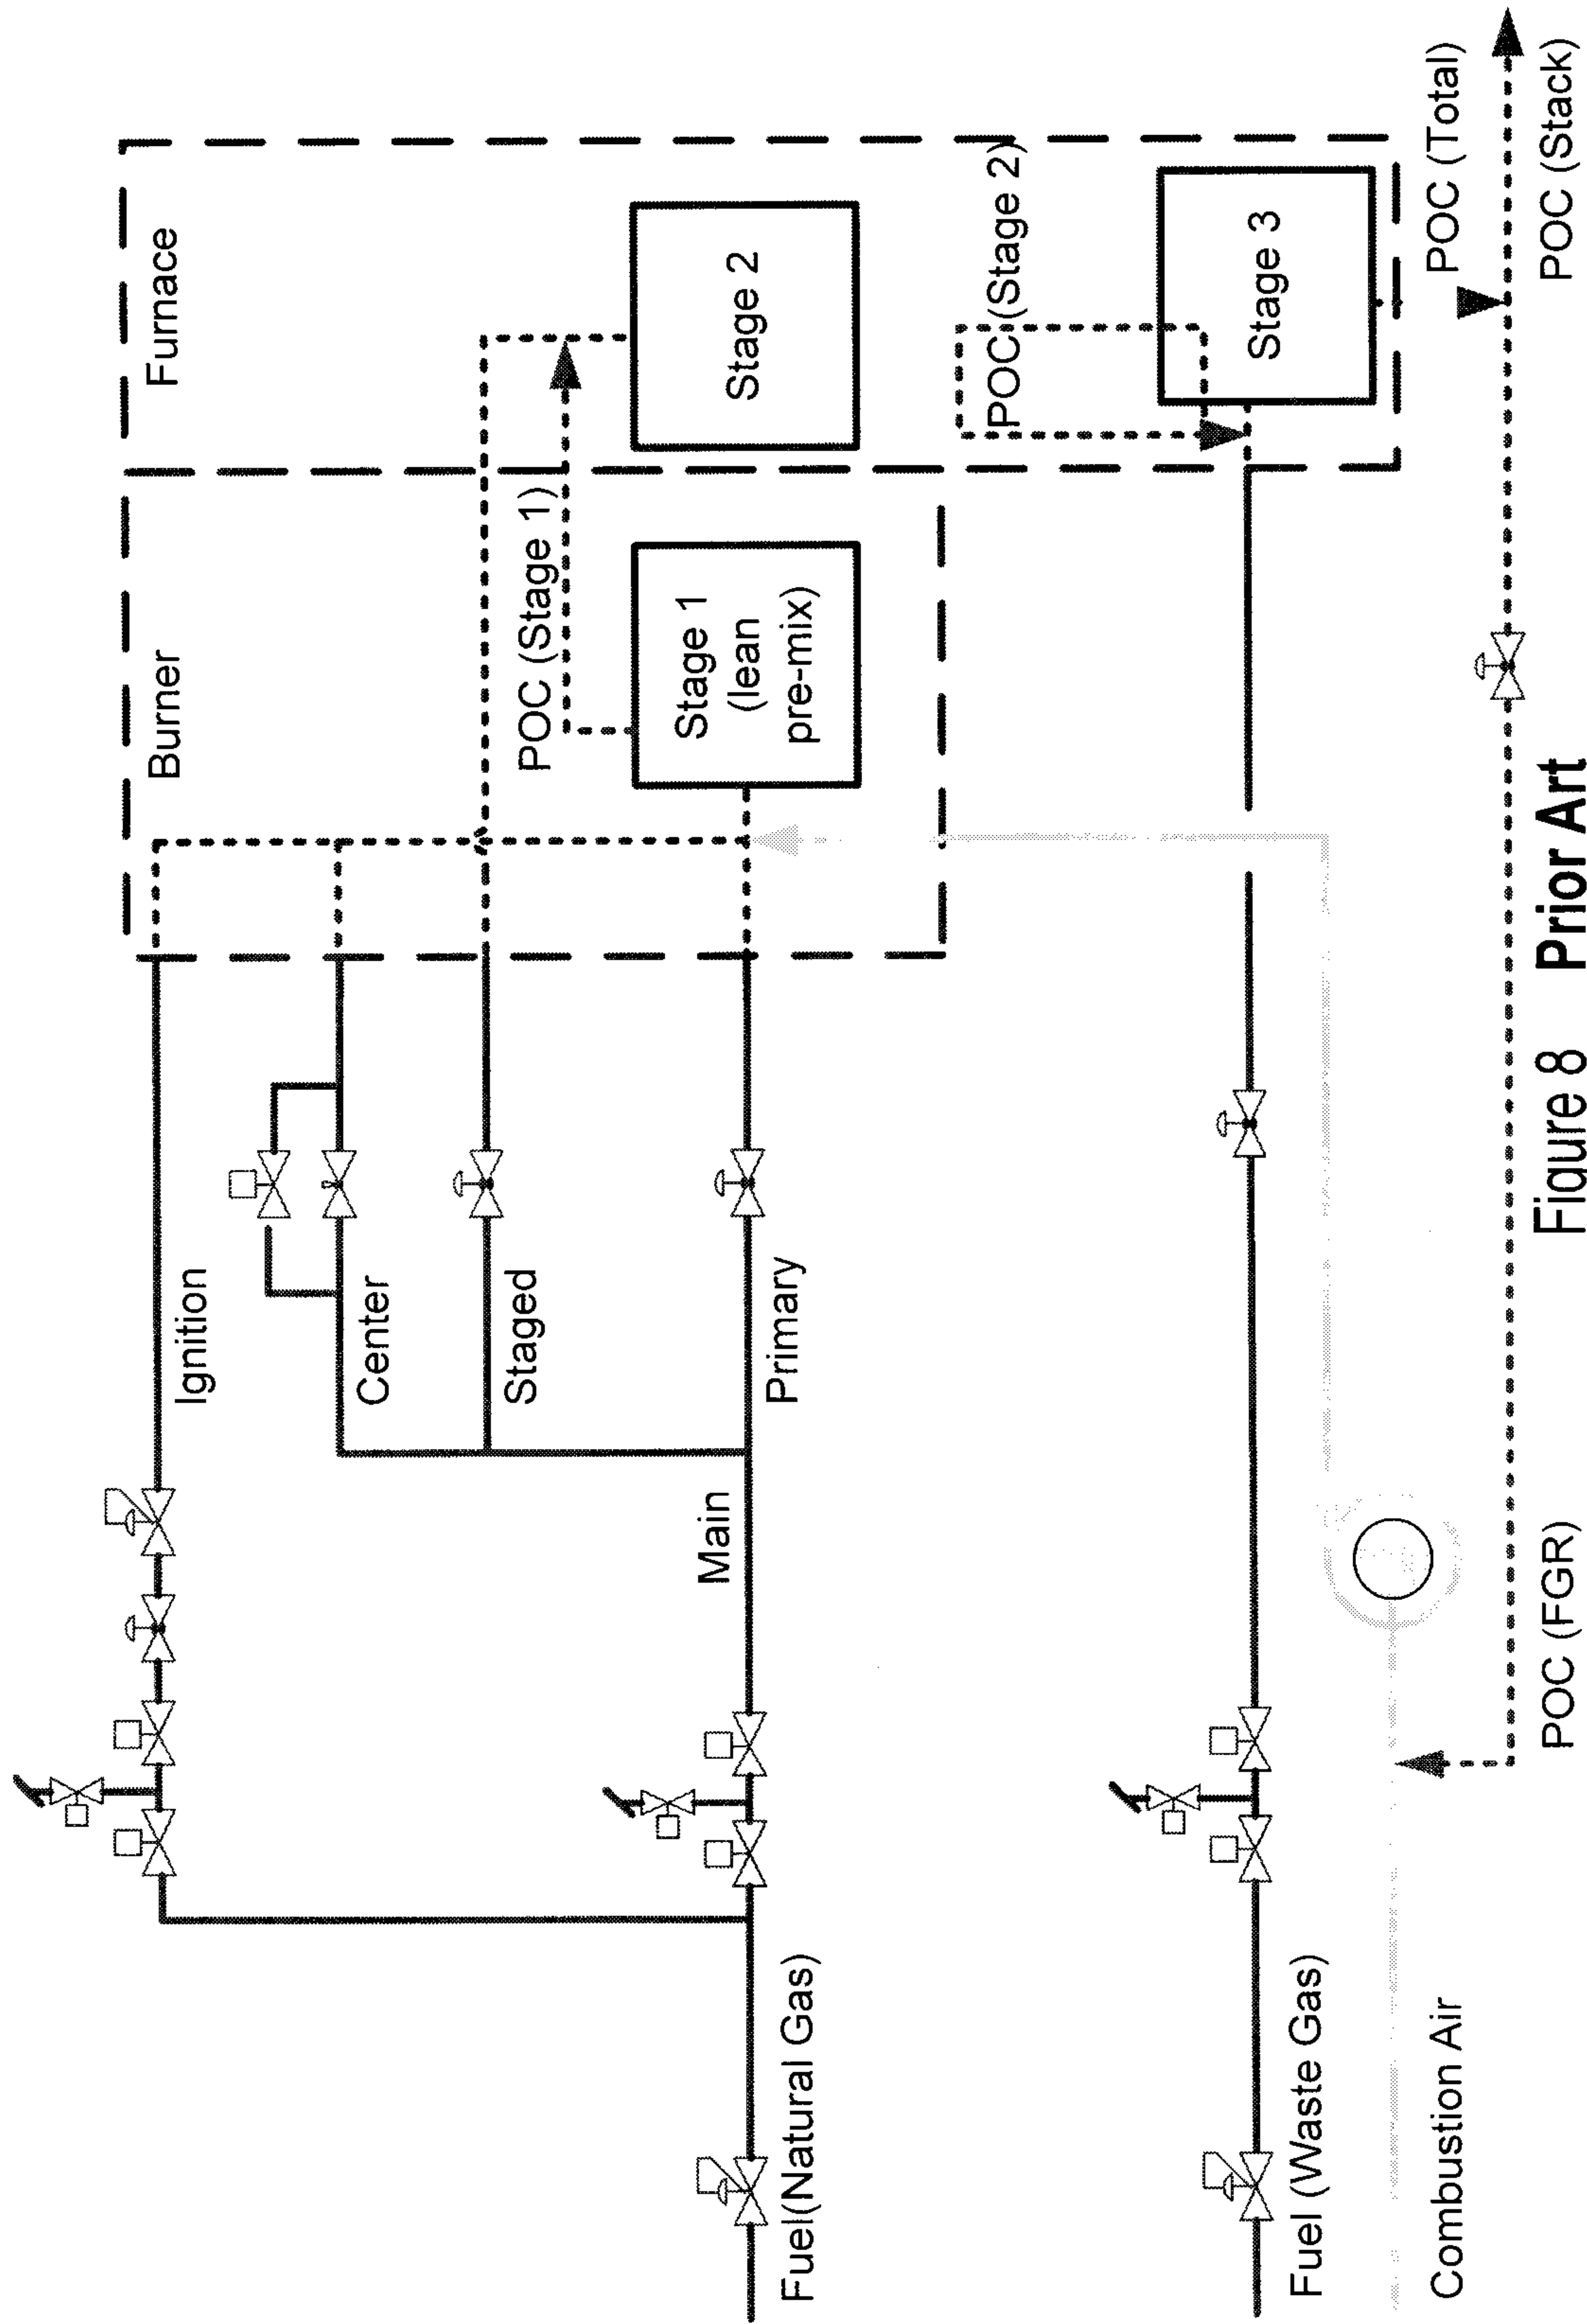 Furnace
Burner
Stage 2
POC (Stage 1)
Stage 1
(lean
pre-mix)
Ignition
Center
Staged
Primary
Main
Fuel(Natural Gas)
POC (Stage 2)
Stage 3
POC (Total)
POC (Stack)
Fuel (Waste Gas)
Combustion Air
POC (FGR)
Figure 8 Prior Art